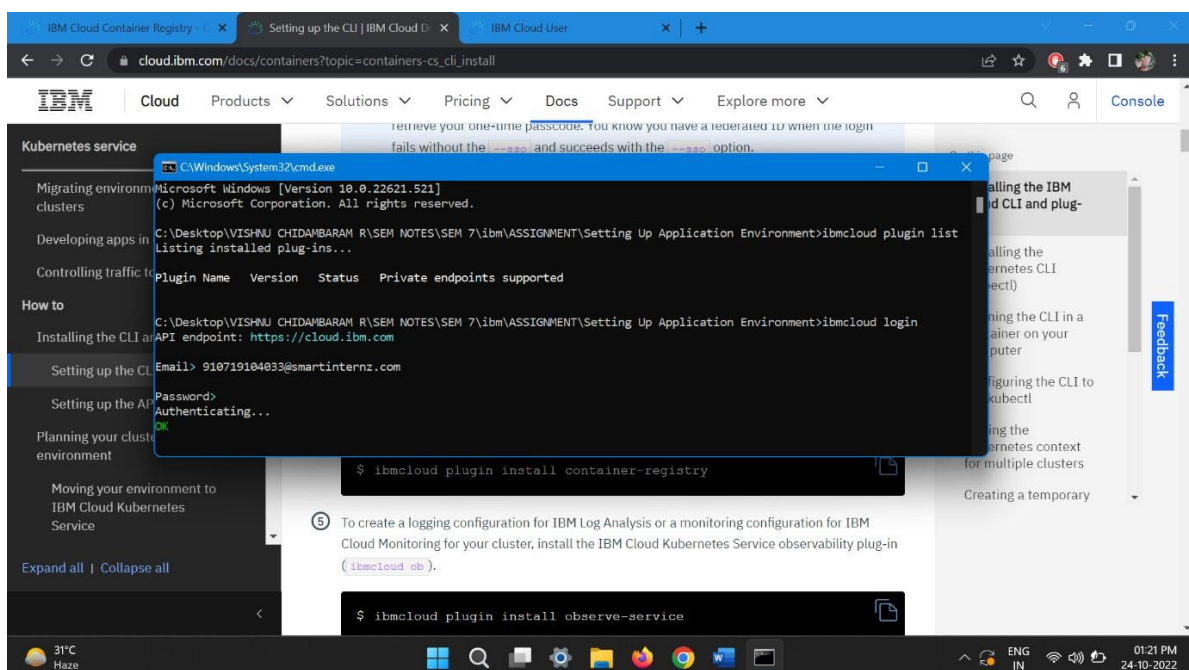 IBM Cloud Container Registry - C
Setting up the CLI | IBM Cloud Do
IBM Cloud User
cloud.ibm.com/docs/containers?topic=containers-cs_cli_install
6
IBM Cloud Products Solutions Pricing Docs Support Explore more Console
Kubernetes service
Migrating environm
clusters
Developing apps in
Controlling traffic to
How to
Installing the CLI an
Setting up the CL
Setting up the AP
Planning your cluste
environment
Moving your environment to
IBM Cloud Kubernetes
Service
Expand all | Collapse all
retrieve your one-time passcode. You know you have a federated ID when the login
fails without the --sso and succeeds with the --sso option.
C:\Windows\System32\cmd.exe
Microsoft Windows [Version 10.0.22621.521]
(c) Microsoft Corporation. All rights reserved.
C:\Desktop\VISHNU CHIDAMBARAM R\SEM NOTES\SEM 7\ibm\ASSIGNMENT\Setting Up Application Environment>ibmcloud plugin list
Listing installed plug-ins...
Plugin Name Version Status Private endpoints supported
C:\Desktop\VISHNU CHIDAMBARAM R\SEM NOTES\SEM 7\ibm\ASSIGNMENT\Setting Up Application Environment>ibmcloud login
API endpoint: https://cloud.ibm.com
Email> 910719104033@smartinternz.com
Password>
Authenticating...
OK
$ ibmcloud plugin install container-registry
5 To create a logging configuration for IBM Log Analysis or a monitoring configuration for IBM
Cloud Monitoring for your cluster, install the IBM Cloud Kubernetes Service observability plug-in
( ibmcloud ob ).
$ ibmcloud plugin install observe-service
page
alling the IBM
d CLI and plug-
alling the
ernetes CLI
ectl)
ning the CLI in a
ainer on your
puter
figuring the CLI to
kubectl
ing the
ernetes context
for multiple clusters
Creating a temporary
Feedback
31°C
Haze
ENG
IN
01:21 PM
24-10-2022